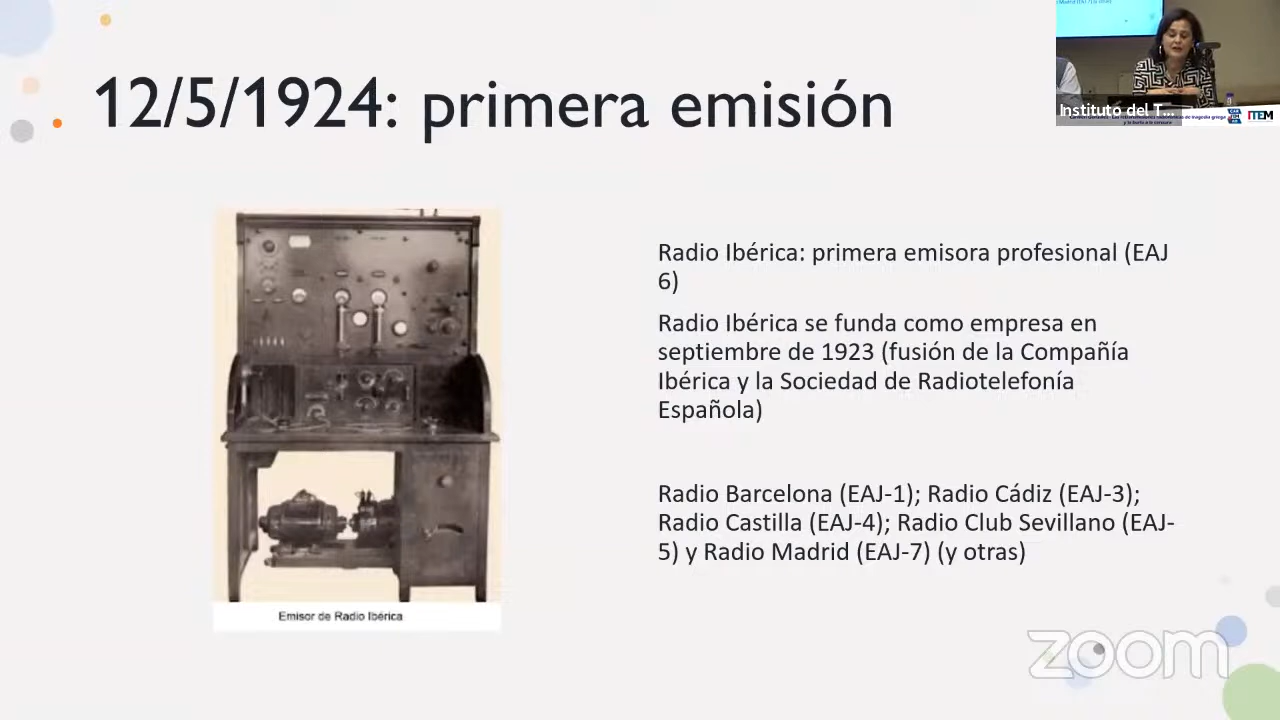 12/5/1924: primera emisión
Radio Ibérica: primera emisora profesional (EAJ
6)
Radio Ibérica se funda como empresa en
septiembre de 1923 (fusión de la Compañía
Ibérica y la Sociedad de Radiotelefonía
Española)
Radio Barcelona (EAJ-1); Radio Cádiz (EAJ-3);
Radio Castilla (EAJ-4); Radio Club Sevillano (EAJ-
5) y Radio Madrid (EAJ-7) (y otras)
Emisor de Radio Ibérica
Instituto del T...
de tragedia griega
ITEM
zoom